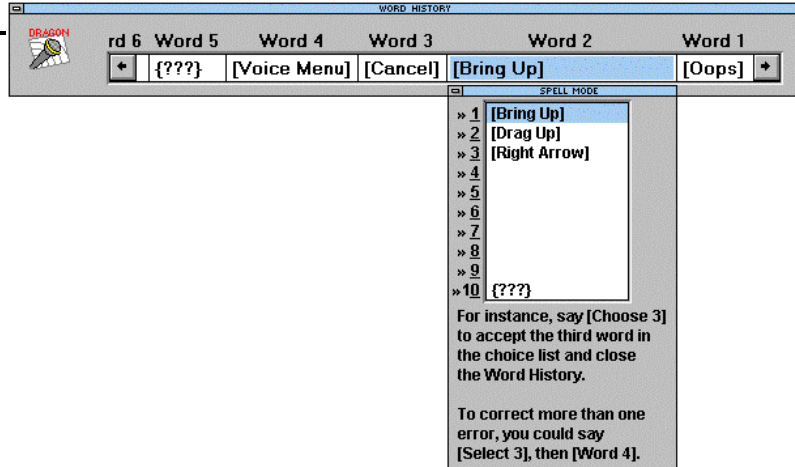 WORD HISTORY
DRAGON
rd 6 Word 5 Word 4 Word 3 Word 2 Word 1
{???} [Voice Menu] [Cancel] [Bring Up] [Oops]
SPELL MODE
» 1 [Bring Up]
» 2 [Drag Up]
» 3 [Right Arrow]
» 4
» 5
» 6
» 7
» 8
» 9
»10 {???}
For instance, say [Choose 3]
to accept the third word in
the choice list and close
the Word History.
To correct more than one
error, you could say
[Select 3], then [Word 4].